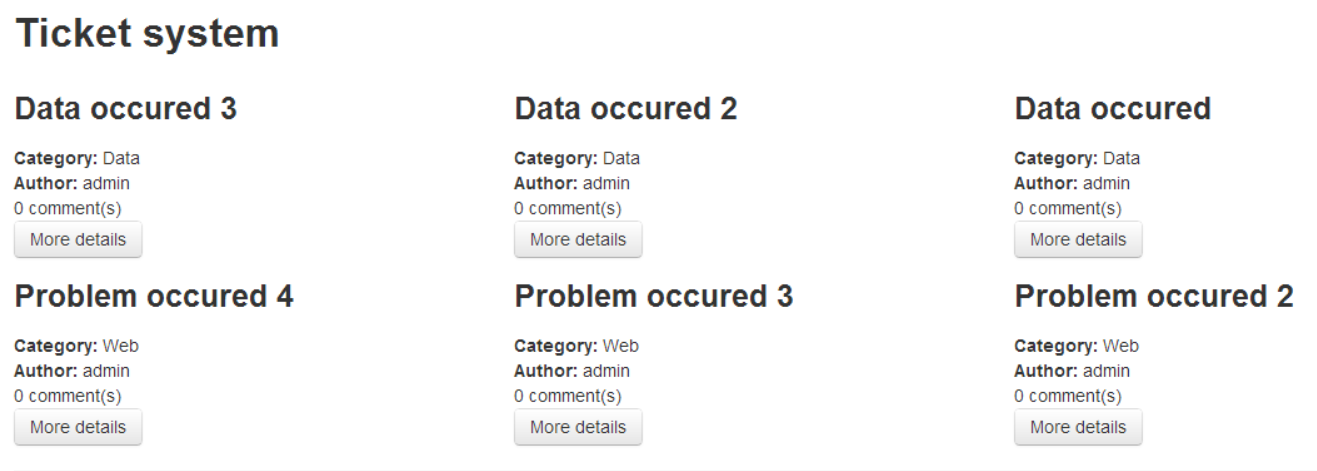 Ticket system
Data occured 3
Category: Data
Author: admin
0 comment(s)
More details
Data occured 2
Category: Data
Author: admin
0 comment(s)
More details
Data occured
Category: Data
Author: admin
0 comment(s)
More details
Problem occured 4
Category: Web
Author: admin
0 comment(s)
More details
Problem occured 3
Category: Web
Author: admin
0 comment(s)
More details
Problem occured 2
Category: Web
Author: admin
0 comment(s)
More details